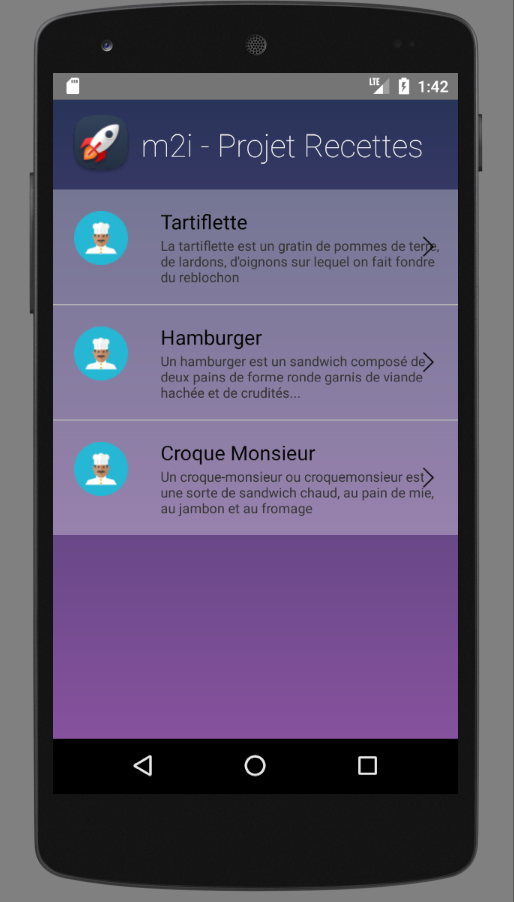 LTE 1:42
m2i - Projet Recettes
Tartiflette
La tartiflette est un gratin de pommes de terre,
de lardons, d'oignons sur lequel on fait fondre
du reblochon
Hamburger
Un hamburger est un sandwich composé de
deux pains de forme ronde garnis de viande
hachée et de crudités...
Croque Monsieur
Un croque-monsieur ou croquemonsieur est
une sorte de sandwich chaud, au pain de mie,
au jambon et au fromage